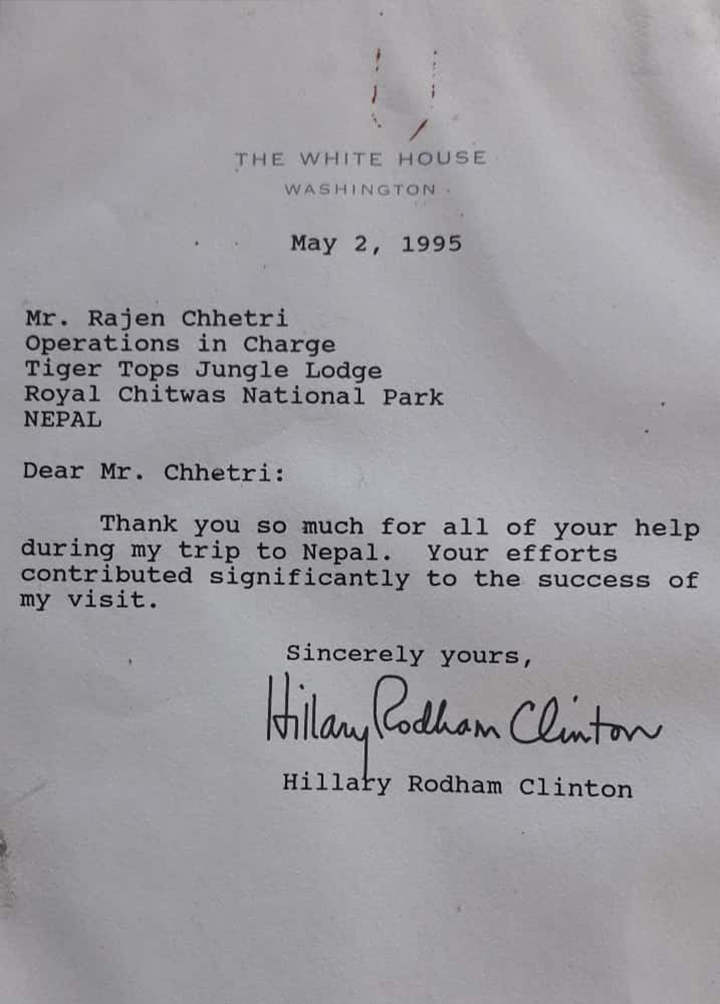 THE WHITE HOUSE
WASHINGTON
May 2, 1995
Mr. Rajen Chhetri
Operations in Charge
Tiger Tops Jungle Lodge
Royal Chitwas National Park
NEPAL
Dear Mr. Chhetri:
Thank you so much for all of your help
during my trip to Nepal. Your efforts
contributed significantly to the success of
my visit.
Sincerely yours,
Hillary Rodham Clinton
Hillary Rodham Clinton